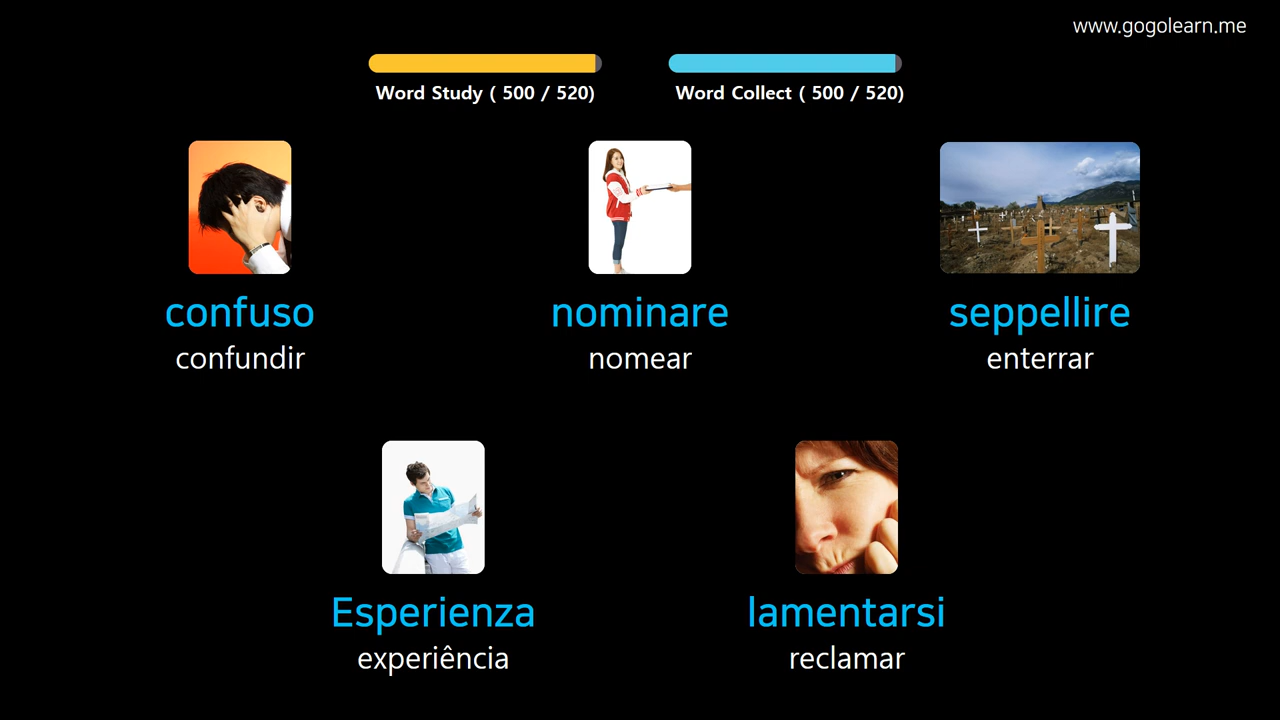 www.gogolearn.me
Word Study ( 500 / 520)
Word Collect ( 500 / 520)
confuso
confundir
nominare
nomear
seppellire
enterrar
Esperienza
experiência
lamentarsi
reclamar